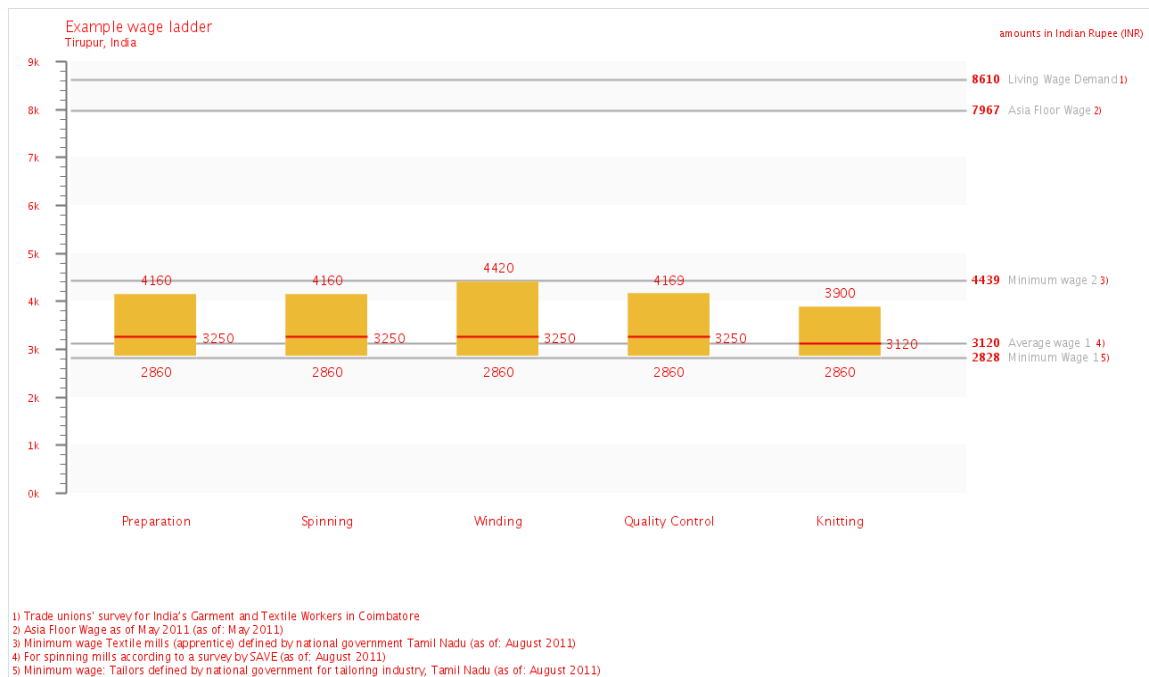 Example wage ladder
Tirupur, India
amounts in Indian Rupee (INR)
9k
8610 Living Wage Demand 1)
8k
7967 Asia Floor Wage 2)
7k
6k
5k
4420
4160 4160 4169
4439 Minimum wage 2 3)
3900
4k
3250 3250 3250 3250
3120
3120 Average wage 1 4)
3k
2828 Minimum Wage 1 5)
2860 2860 2860 2860 2860
2k
1k
0k
Preparation Spinning Winding Quality Control Knitting
1) Trade unions' survey for India's Garment and Textile Workers in Coimbatore
2) Asia Floor Wage as of May 2011 (as of: May 2011)
3) Minimum wage Textile mills (apprentice) defined by national government Tamil Nadu (as of: August 2011)
4) For spinning mills according to a survey by SAVE (as of: August 2011)
5) Minimum wage: Tailors defined by national government for tailoring industry, Tamil Nadu (as of: August 2011)